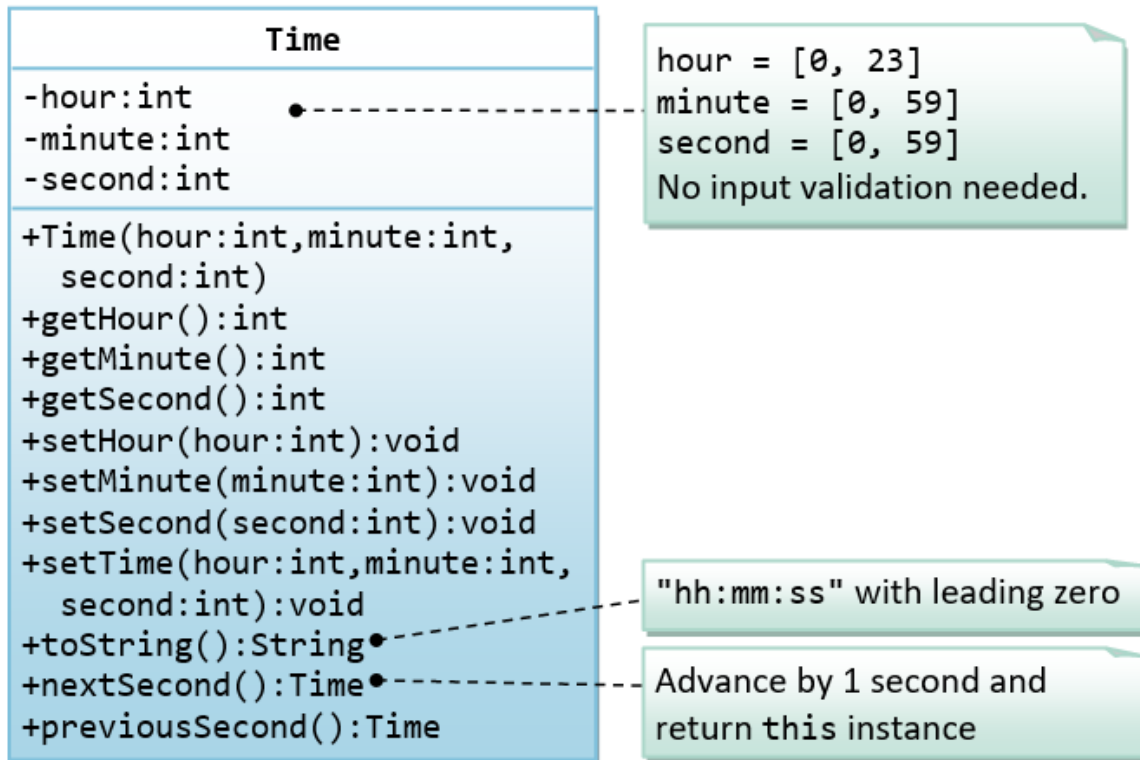 Time
-hour:int
-minute:int
-second:int
+Time(hour:int,minute:int,
second:int)
+getHour():int
+getMinute():int
+getSecond():int
+setHour(hour:int):void
+setMinute(minute:int):void
+setSecond(second:int):void
+setTime(hour:int,minute:int,
second:int):void
+toString():String
+nextSecond():Time
+previousSecond():Time
hour = [0, 23]
minute = [0, 59]
second = [0, 59]
No input validation needed.
"hh:mm:ss" with leading zero
Advance by 1 second and
return this instance